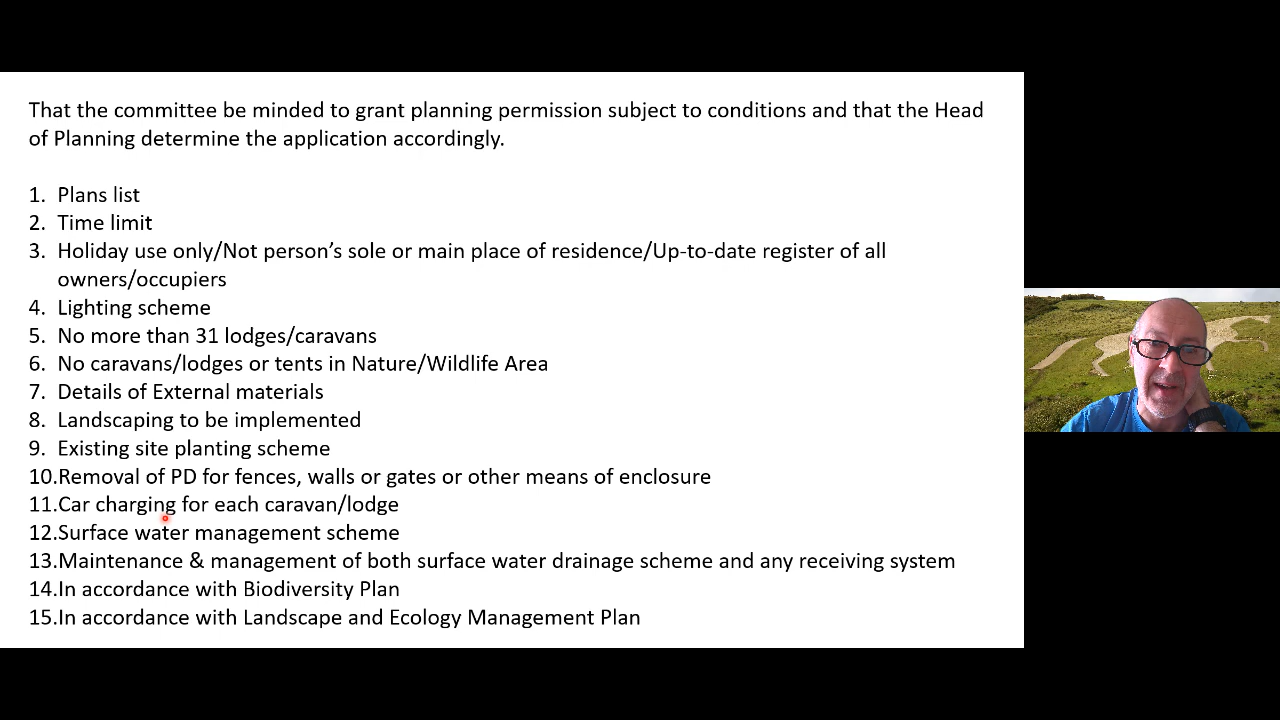 That the committee be minded to grant planning permission subject to conditions and that the Head
of Planning determine the application accordingly.
1. Plans list
2. Time limit
3. Holiday use only/Not person’s sole or main place of residence/Up-to-date register of all
owners/occupiers
4. Lighting scheme
5. No more than 31 lodges/caravans
6. No caravans/lodges or tents in Nature/Wildlife Area
7. Details of External materials
8. Landscaping to be implemented
9. Existing site planting scheme
10.Removal of PD for fences, walls or gates or other means of enclosure
11.Car charging for each caravan/lodge
12.Surface water management scheme
13.Maintenance & management of both surface water drainage scheme and any receiving system
14.In accordance with Biodiversity Plan
15.In accordance with Landscape and Ecology Management Plan